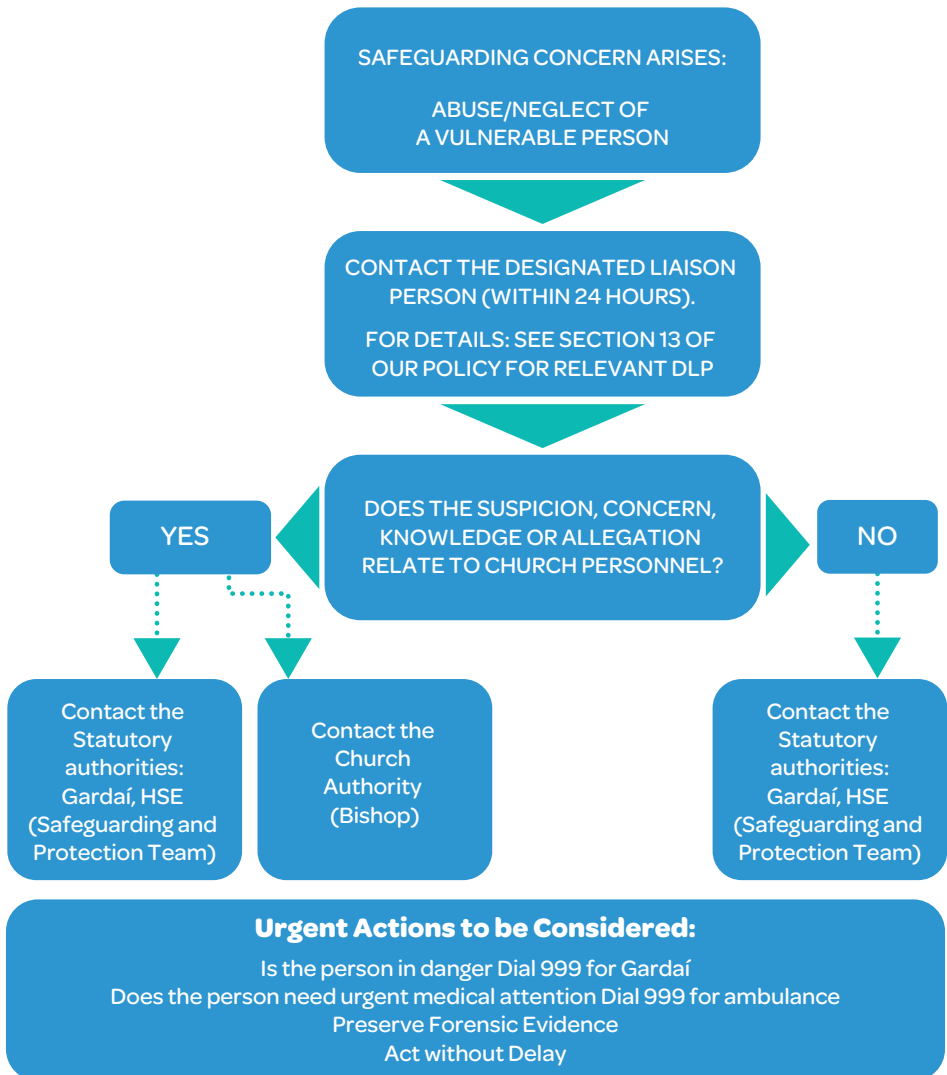 SAFEGUARDING CONCERN ARISES:
ABUSE/NEGLECT OF
A VULNERABLE PERSON
CONTACT THE DESIGNATED LIAISON
PERSON (WITHIN 24 HOURS).
FOR DETAILS: SEE SECTION 13 OF
OUR POLICY FOR RELEVANT DLP
DOES THE SUSPICION, CONCERN,
KNOWLEDGE OR ALLEGATION
RELATE TO CHURCH PERSONNEL?
YES
NO
Contact the
Statutory
authorities:
Gardaí, HSE
(Safeguarding and
Protection Team)
Contact the
Church
Authority
(Bishop)
Contact the
Statutory
authorities:
Gardaí, HSE
(Safeguarding and
Protection Team)
Urgent Actions to be Considered:
Is the person in danger Dial 999 for Gardaí
Does the person need urgent medical attention Dial 999 for ambulance
Preserve Forensic Evidence
Act without Delay